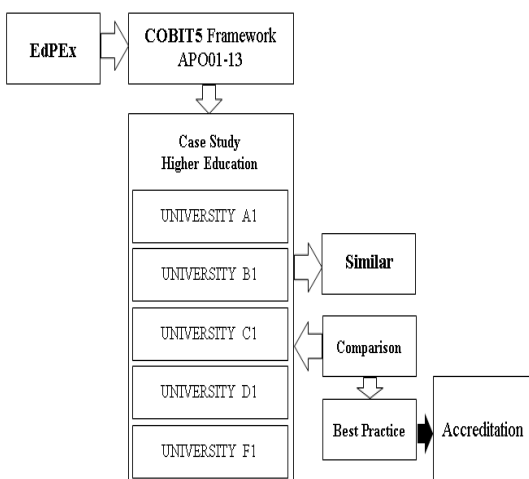 EdPEx
COBIT5 Framework
APO01-13
Case Study
Higher Education
UNIVERSITY A1
UNIVERSITY B1
UNIVERSITY C1
UNIVERSITY D1
UNIVERSITY F1
Similar
Comparison
Best Practice
Accreditation